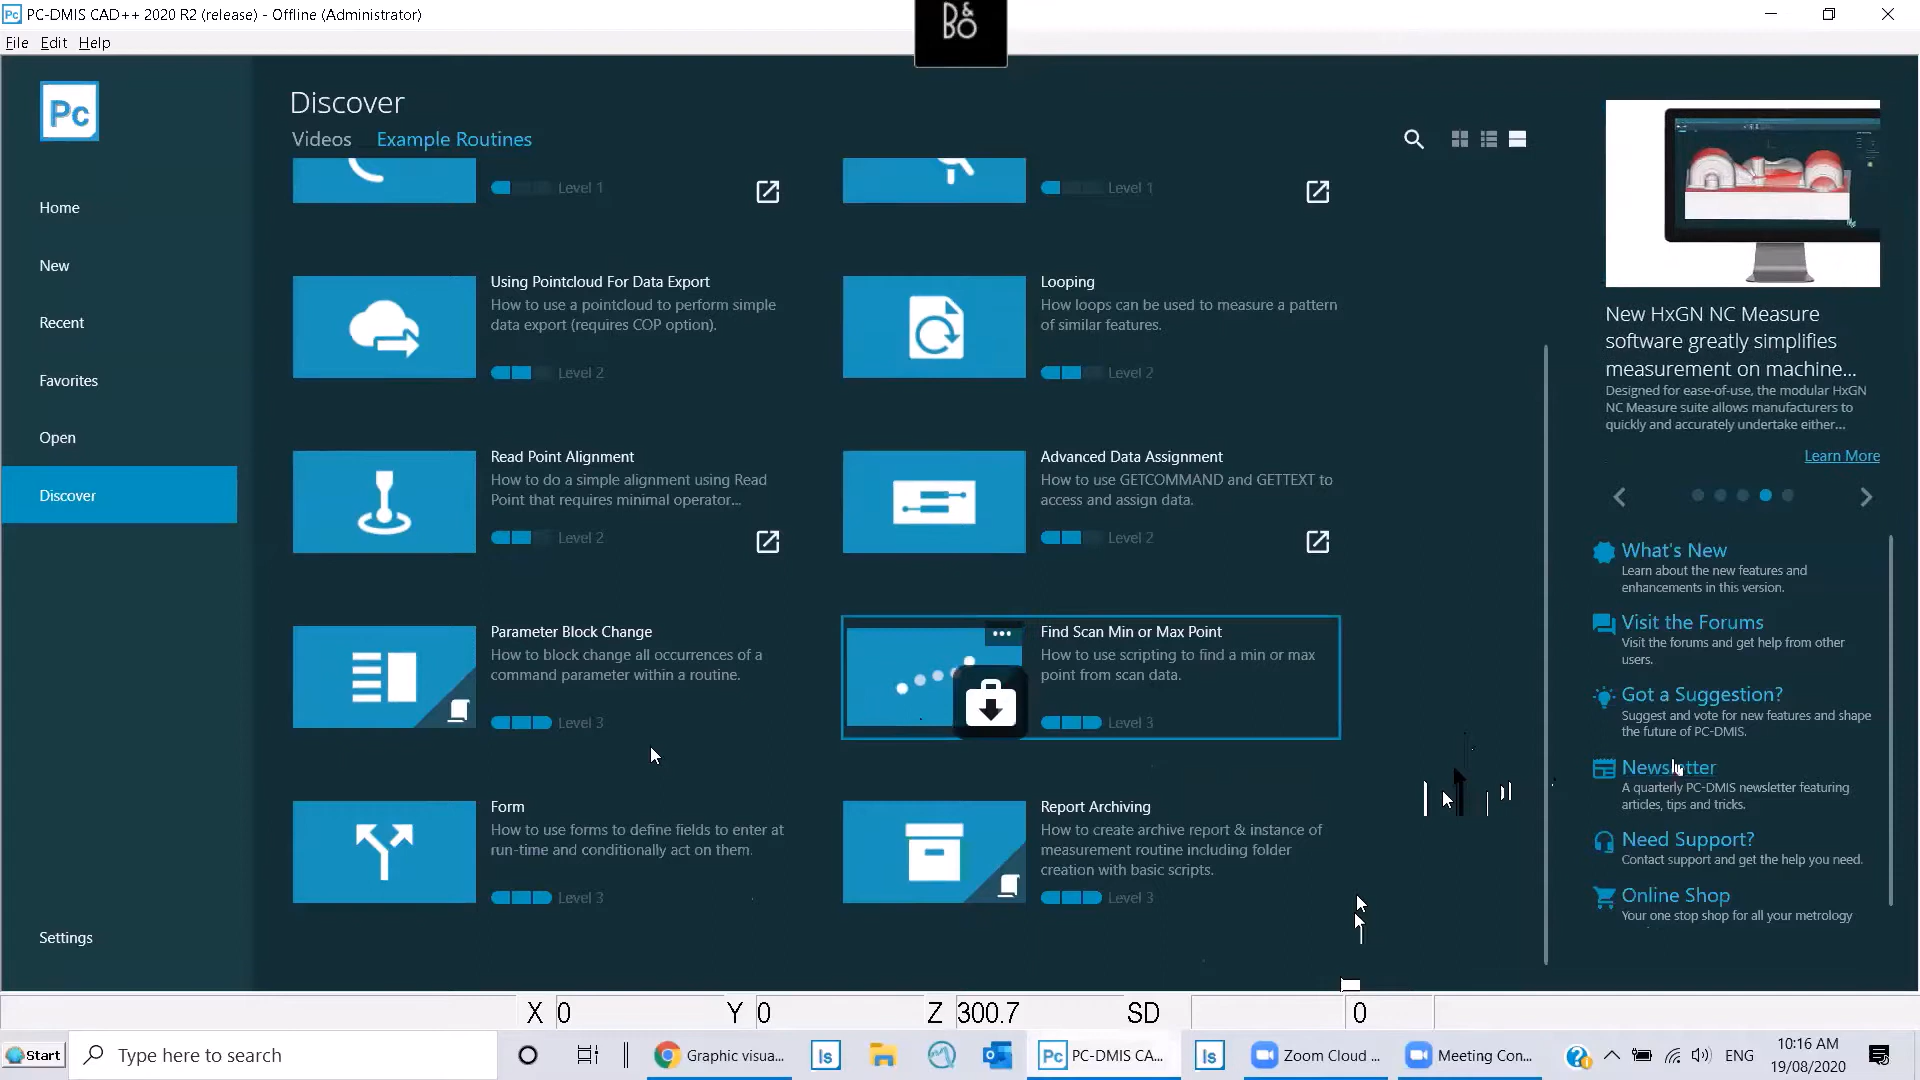 PC-DMIS CAD++ 2020 R2 (release) - Offline (Administrator)
B&O
File Edit Help
Pc
Home
New
Recent
Favorites
Open
Discover
Settings
Discover
Videos Example Routines
Level 1
Level 1
Using Pointcloud For Data Export
How to use a pointcloud to perform simple
data export (requires COP option).
Level 2
Looping
How loops can be used to measure a pattern
of similar features.
Level 2
Read Point Alignment
How to do a simple alignment using Read
Point that requires minimal operator...
Level 2
Advanced Data Assignment
How to use GETCOMMAND and GETTEXT to
access and assign data.
Level 2
Parameter Block Change
How to block change all occurrences of a
command parameter within a routine.
Level 3
Find Scan Min or Max Point
How to use scripting to find a min or max
point from scan data.
Level 3
Form
How to use forms to define fields to enter at
run-time and conditionally act on them.
Level 3
Report Archiving
How to create archive report & instance of
measurement routine including folder
creation with basic scripts.
Level 3
New HxGN NC Measure
software greatly simplifies
measurement on machine...
Designed for ease-of-use, the modular HxGN
NC Measure suite allows manufacturers to
quickly and accurately undertake either...
Learn More
What's New
Learn about the new features and
enhancements in this version.
Visit the Forums
Visit the forums and get help from other
users.
Got a Suggestion?
Suggest and vote for new features and shape
the future of PC-DMIS.
Newsletter
A quarterly PC-DMIS newsletter featuring
articles, tips and tricks.
Need Support?
Contact support and get the help you need.
Online Shop
Your one stop shop for all your metrology
X 0 Y 0 Z 300.7 SD 0
Start Type here to search Graphic visua... Is Pc PC-DMIS CA... Is Zoom Cloud ... Meeting Con... ENG 10:16 AM
19/08/2020